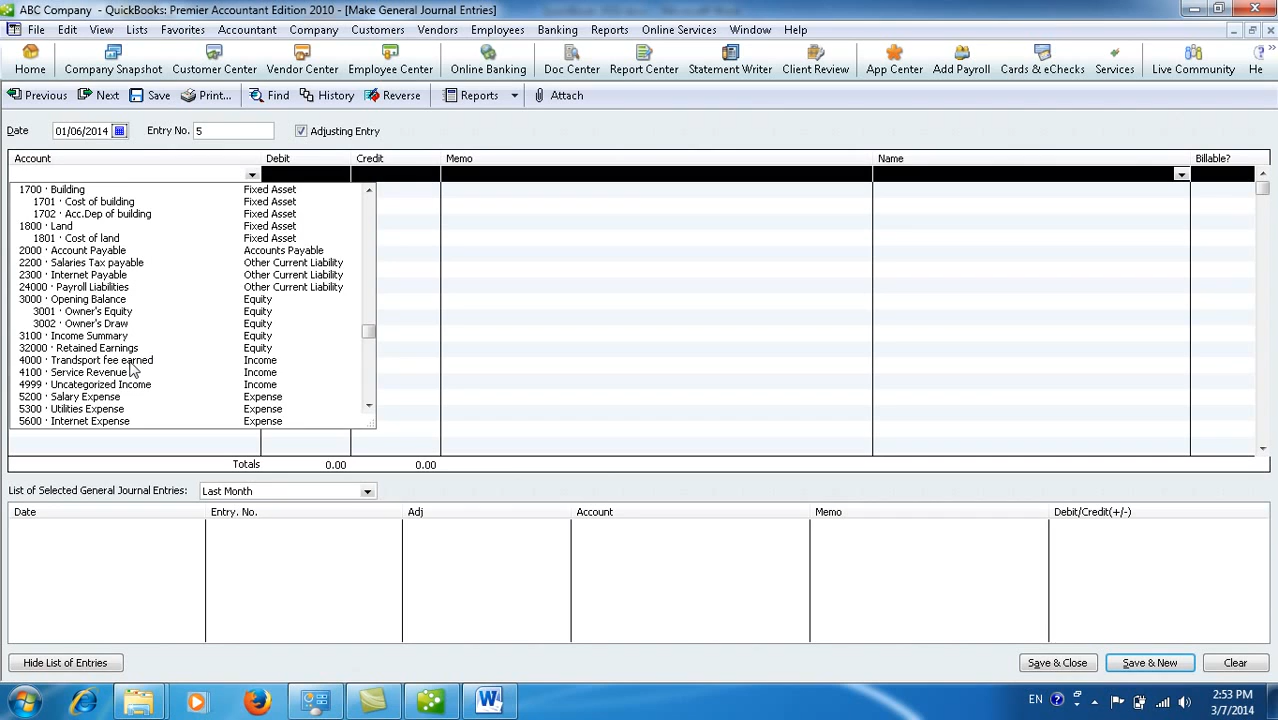 ABC Company - QuickBooks: Premier Accountant Edition 2010 - [Make General Journal Entries]
File Edit View Lists Favorites Accountant Company Customers Vendors Employees Reports Online Services Window Help
Home Company Snapshot Customer Center Vendor Center Employee Center Online Banking Doc Center Report Center Statement Writer Client Review App Center Add Payroll Cards & eChecks Services Live Community He
Previous Next Save Print... Find History Reverse Reports Attach
Date 01/06/2014 Entry No. 5 Adjusting Entry
Account Debit Credit Memo Name Billable?
1700 · Building Fixed Asset
1701 · Cost of building Fixed Asset
1702 · Acc.Dep of building Fixed Asset
1800 · Land Fixed Asset
1801 · Cost of land Fixed Asset
2000 · Account Payable Accounts Payable
2200 · Salaries Tax payable Other Current Liability
2300 · Internet Payable Other Current Liability
24000 · Payroll Liabilities Other Current Liability
3000 · Opening Balance Equity
3001 · Owner's Equity Equity
3002 · Owner's Draw Equity
3100 · Income Summary Equity
32000 · Retained Earnings Equity
4000 · Trandsport fee earned Income
4100 · Service Revenue Income
4999 · Uncategorized Income Income
5200 · Salary Expense Expense
5300 · Utilities Expense Expense
5600 · Internet Expense Expense
Totals 0.00 0.00
List of Selected General Journal Entries: Last Month
Date Entry. No. Adj Account Memo Debit/Credit(+/-)
Hide List of Entries Save & Close Save & New Clear
EN 2:53 PM
3/7/2014